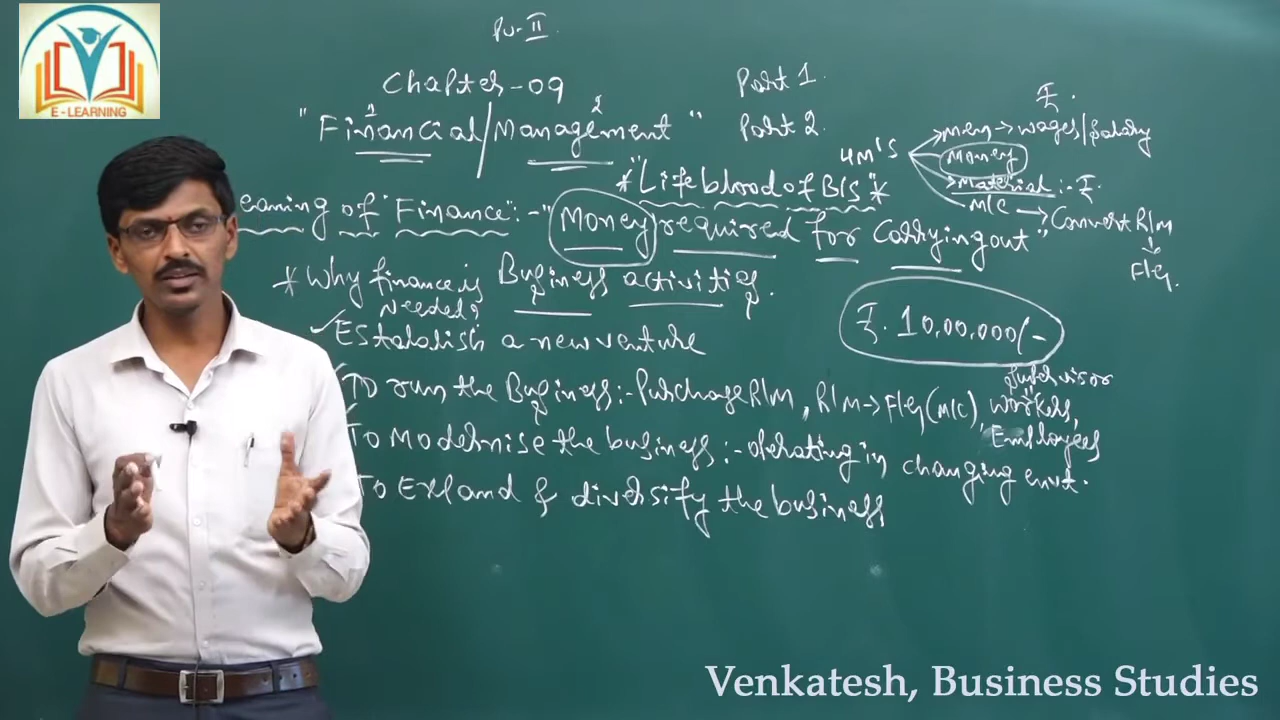 E-LEARNING
PU-II
Chapter-09
Part 1
1 2
"Financial/Management"
Part 2
₹.
4M'S
Men→wages/Salary
Money
Material:-₹.
M/C → Convert R/M
↓
F/G.
*"Lifeblood of B/S"*
eaning of "Finance":-"Money required for Carrying out
Business activities.
*Why finance is
Needed?
₹.10,00,000/-
✓Establish a new venture
To run the Business:-Purchase R/M, R/M→F/G(M/C), Workers,
Supervisor
Employees
To Modernise the business:-operating in changing envt.
To Expand & diversify the business
Venkatesh, Business Studies